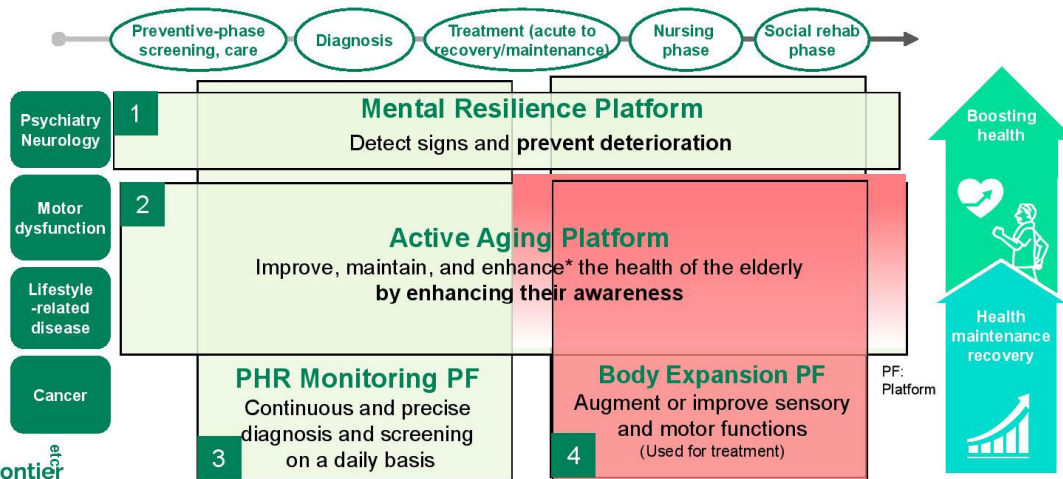 Preventive-phase
screening, care
Diagnosis
Treatment (acute to
recovery/maintenance)
Nursing
phase
Social rehab
phase
Psychiatry
Neurology
1
Mental Resilience Platform
Detect signs and prevent deterioration
Boosting
health
Motor
dysfunction
2
Active Aging Platform
Improve, maintain, and enhance* the health of the elderly
by enhancing their awareness
Lifestyle
-related
disease
Health
maintenance
recovery
Cancer
PHR Monitoring PF
Continuous and precise
diagnosis and screening
on a daily basis
3
Body Expansion PF
Augment or improve sensory
and motor functions
(Used for treatment)
4
PF:
Platform
etc.
ontier